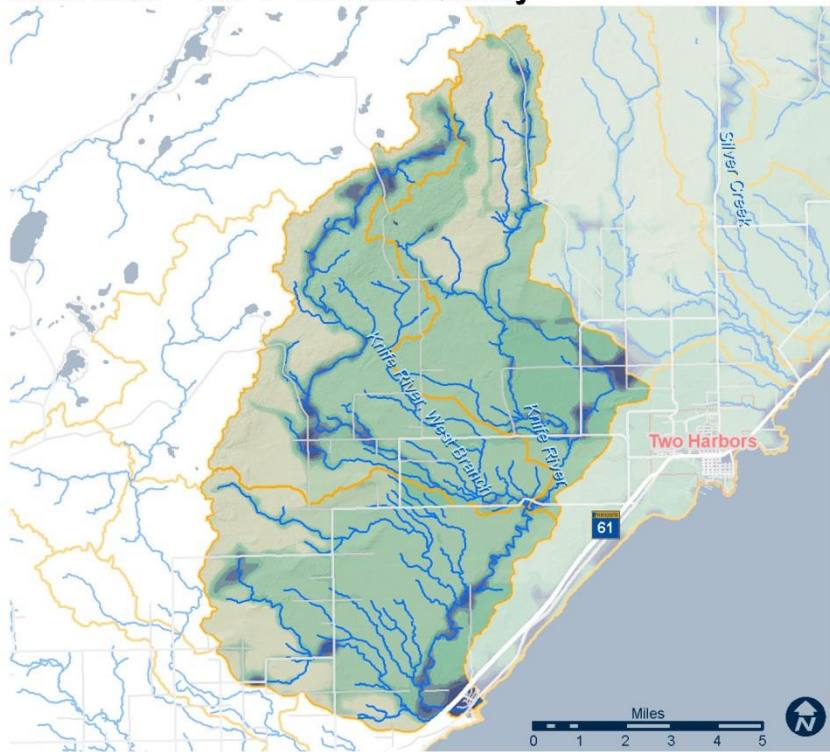 Silver Creek
Knife River, West Branch
Knife River
Two Harbors
61
Miles
0 1 2 3 4 5
N